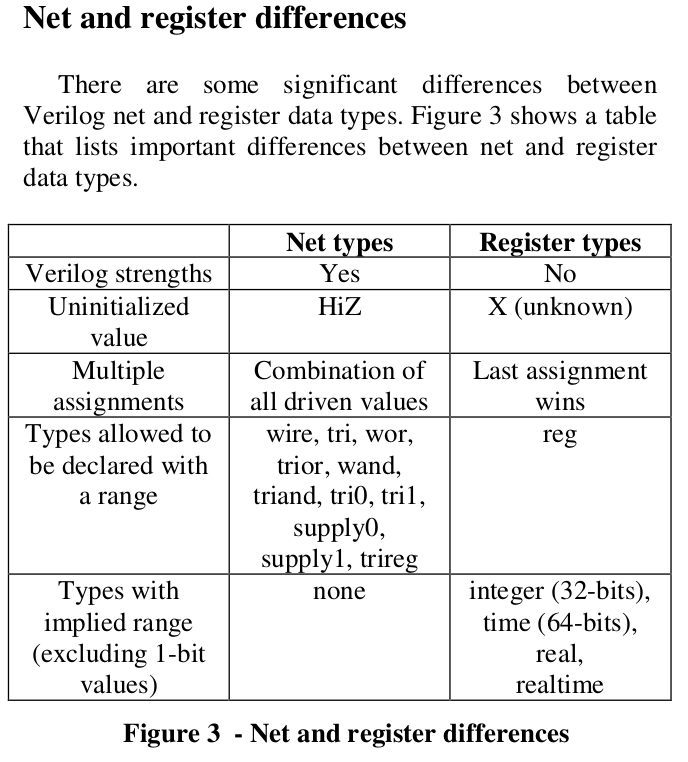 Net and register differences
There are some significant differences between
Verilog net and register data types. Figure 3 shows a table
that lists important differences between net and register
data types.
Net types Register types
Verilog strengths Yes No
Uninitialized HiZ X (unknown)
value
Multiple Combination of Last assignment
assignments all driven values wins
Types allowed to wire, tri, wor, reg
be declared with trior, wand,
a range triand, tri0, tri1,
supply0,
supply1, trireg
Types with none integer (32-bits),
implied range time (64-bits),
(excluding 1-bit real,
values) realtime
Figure 3 - Net and register differences